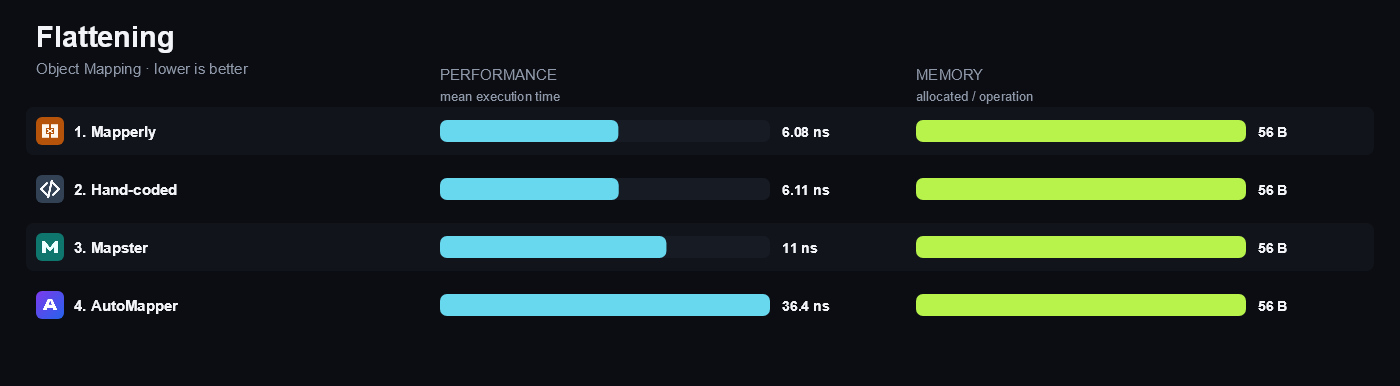 Flattening
Object Mapping · lower is better
PERFORMANCE
mean execution time
MEMORY
allocated / operation
1. Mapperly
6.08 ns
56 B
2. Hand-coded
6.11 ns
56 B
M
3. Mapster
11 ns
56 B
A
4. AutoMapper
36.4 ns
56 B